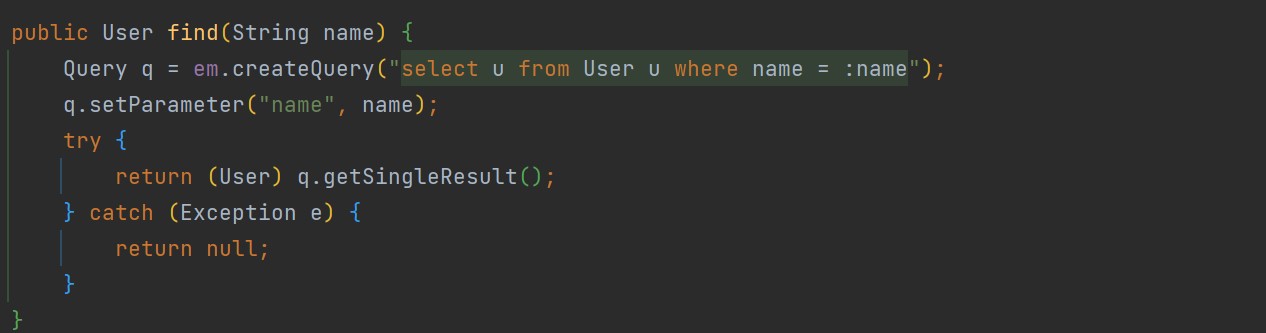 public User find(String name) {
    Query q = em.createQuery("select u from User u where name = :name");
    q.setParameter("name", name);
    try {
        return (User) q.getSingleResult();
    } catch (Exception e) {
        return null;
    }
}